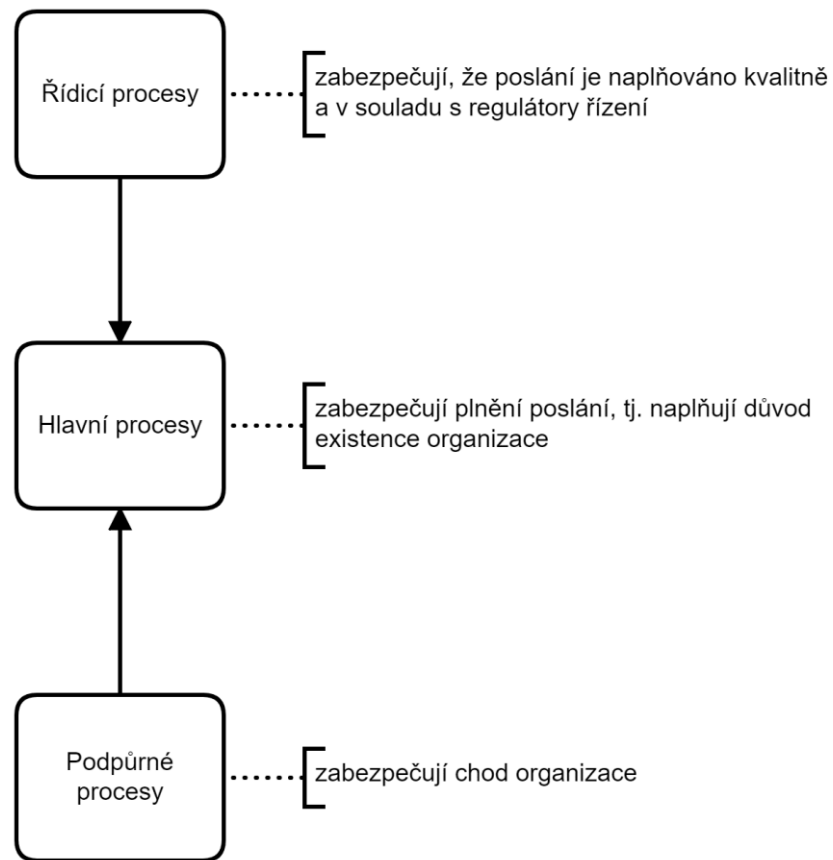 Řídicí procesy
zabezpečují, že poslání je naplňováno kvalitně
a v souladu s regulátory řízení
Hlavní procesy
zabezpečují plnění poslání, tj. naplňují důvod
existence organizace
Podpůrné
procesy
zabezpečují chod organizace